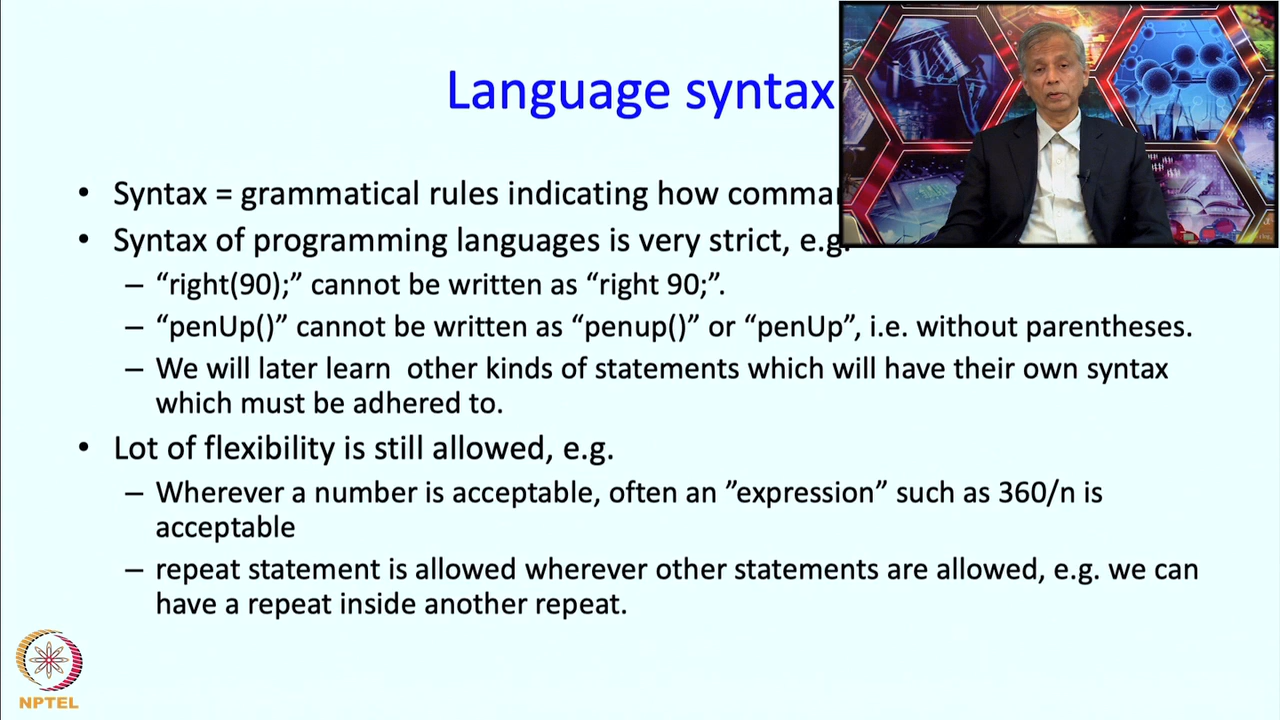 Language syntax
• Syntax = grammatical rules indicating how
• Syntax of programming languages is very strict, e.g.
– “right(90);” cannot be written as “right 90;”.
– “penUp()” cannot be written as “penup()” or “penUp”, i.e. without parentheses.
– We will later learn other kinds of statements which will have their own syntax
which must be adhered to.
• Lot of flexibility is still allowed, e.g.
– Wherever a number is acceptable, often an ”expression” such as 360/n is
acceptable
– repeat statement is allowed wherever other statements are allowed, e.g. we can
have a repeat inside another repeat.
NPTEL